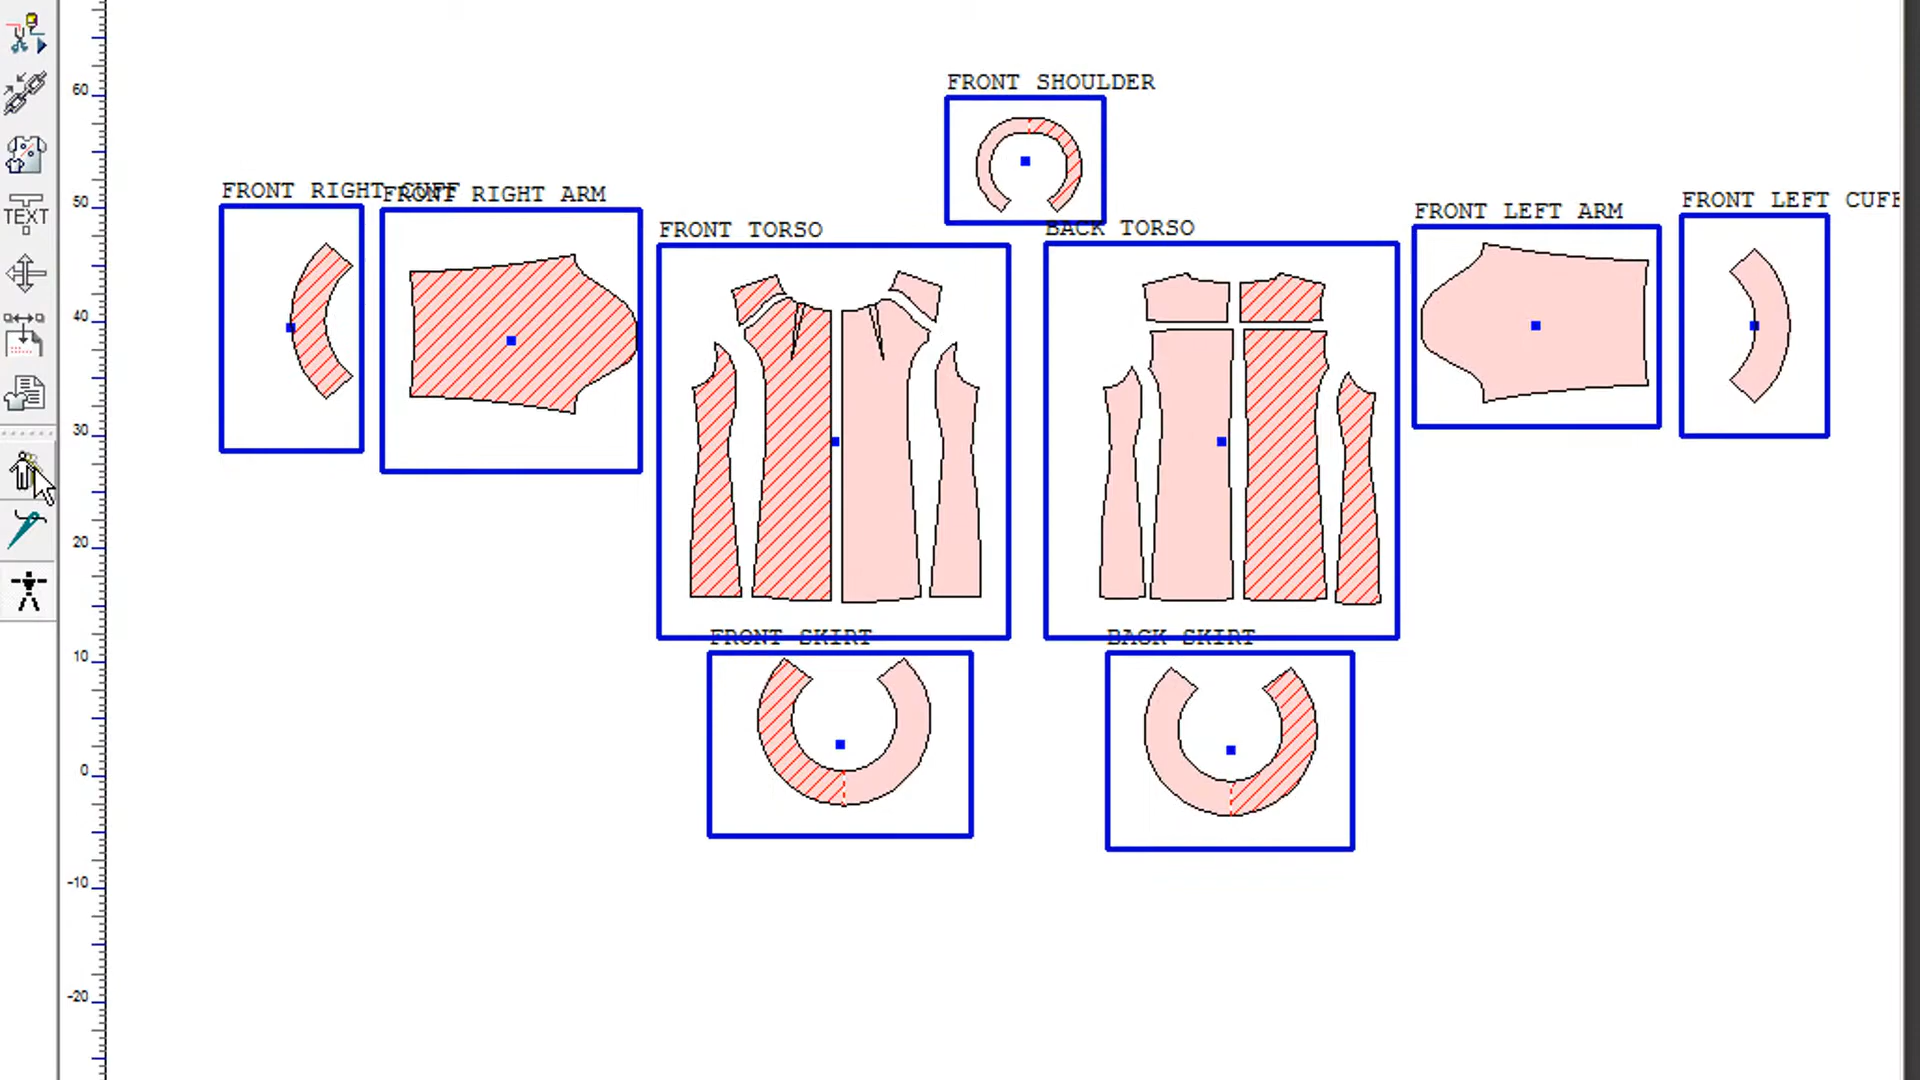 FRONT SHOULDER
FRONT RIGHT CUFF
FRONT RIGHT ARM
FRONT TORSO
BACK TORSO
FRONT LEFT ARM
FRONT LEFT CUFF
FRONT SKIRT
BACK SKIRT
TEXT
60
50
40
30
20
10
0
-10
-20